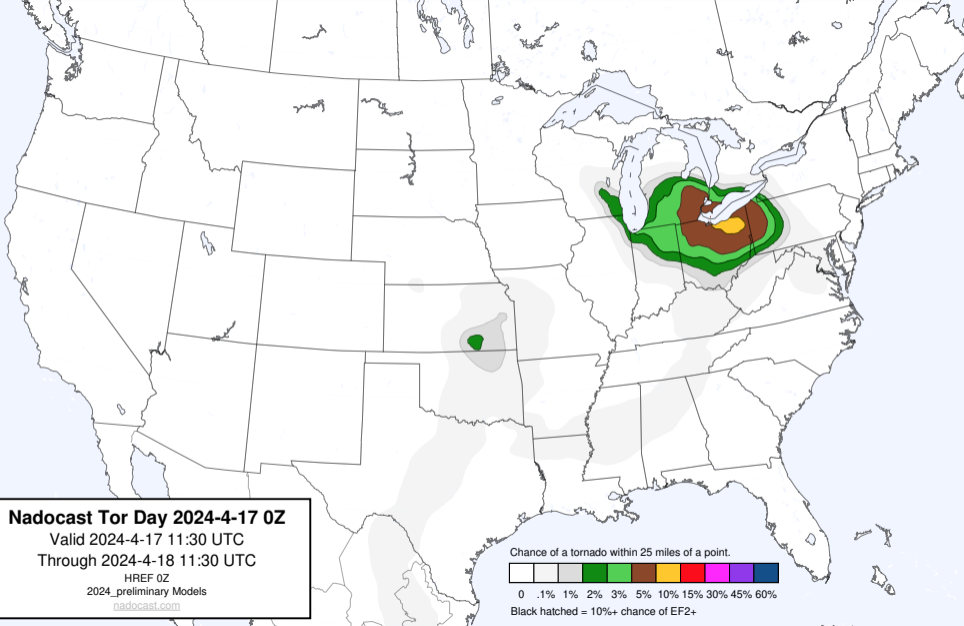 Nadocast Tor Day 2024-4-17 0Z
Valid 2024-4-17 11:30 UTC
Through 2024-4-18 11:30 UTC
HREF 0Z
2024_preliminary Models
nadocast.com
Chance of a tornado within 25 miles of a point.
0 .1% 1% 2% 3% 5% 10% 15% 30% 45% 60%
Black hatched = 10%+ chance of EF2+